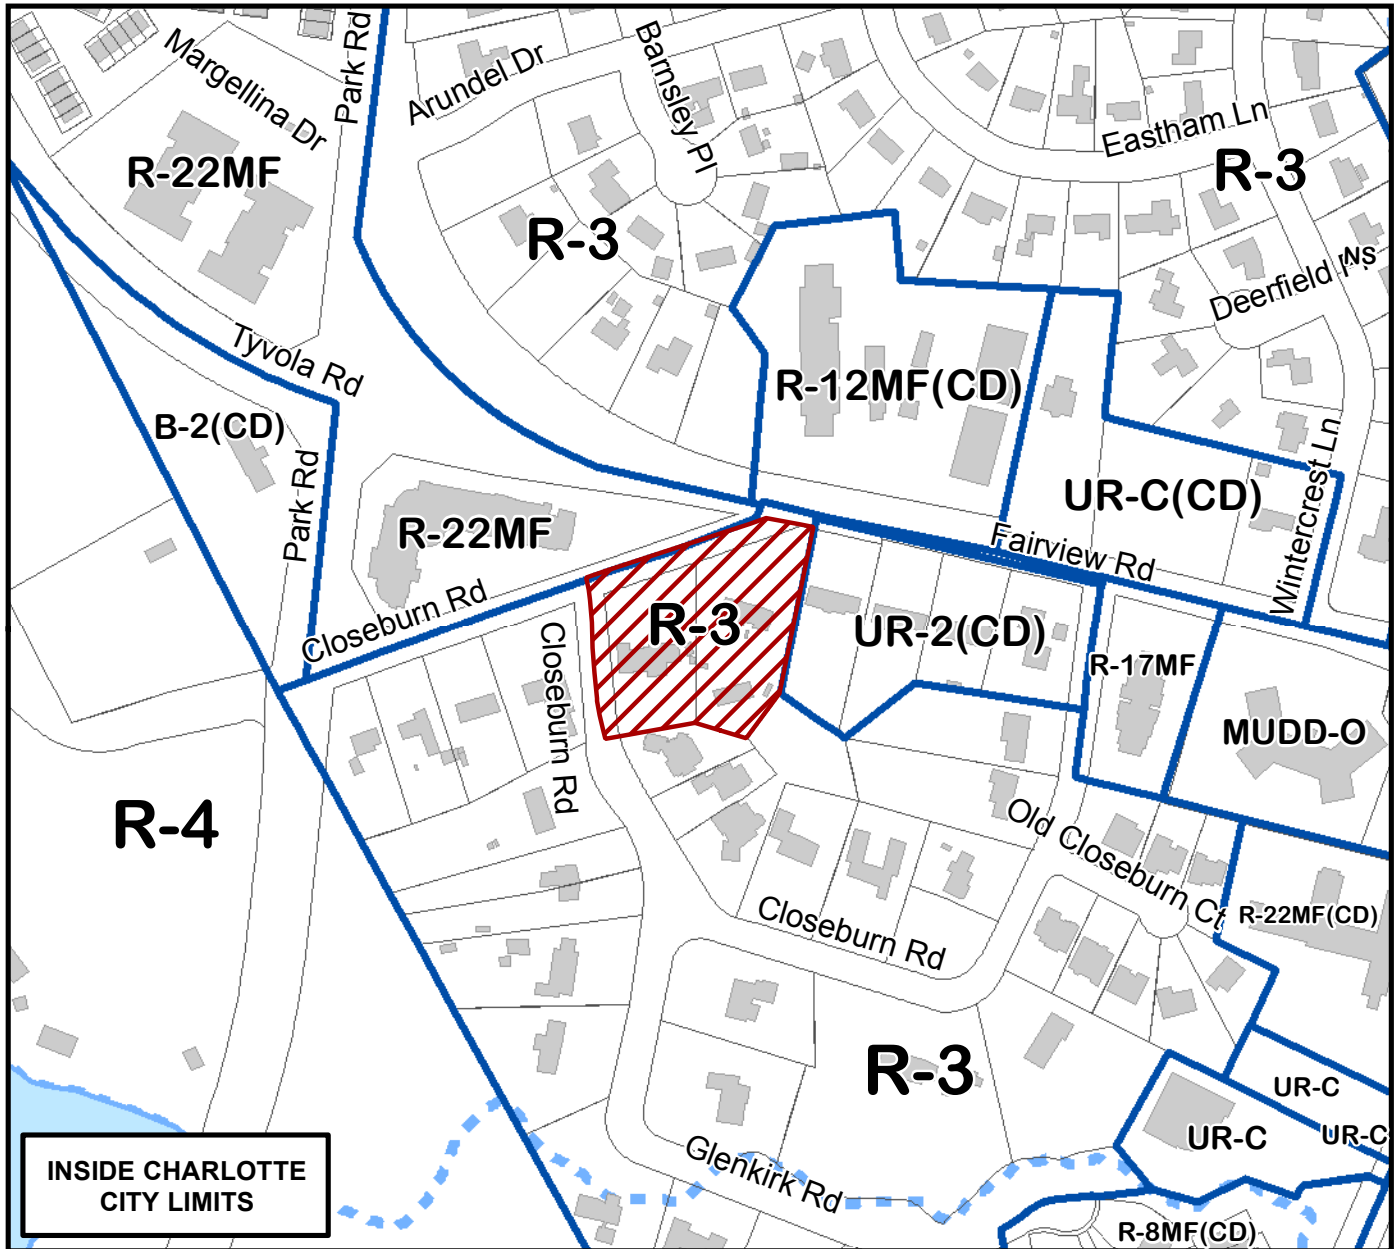 Margellina Dr
Park Rd
Arundel Dr
Barnsley Pl
Eastham Ln
R-22MF
R-3
R-3
Deerfield
NS
Tyvola Rd
R-12MF(CD)
B-2(CD)
Park Rd
R-22MF
UR-C(CD)
Wintercrest Ln
Fairview Rd
Closeburn Rd
R-3
UR-2(CD)
R-17MF
Closeburn Rd
MUDD-O
R-4
Old Closeburn Ct
R-22MF(CD)
Closeburn Rd
R-3
UR-C
UR-C
UR-C
INSIDE CHARLOTTE
CITY LIMITS
Glenkirk Rd
R-8MF(CD)